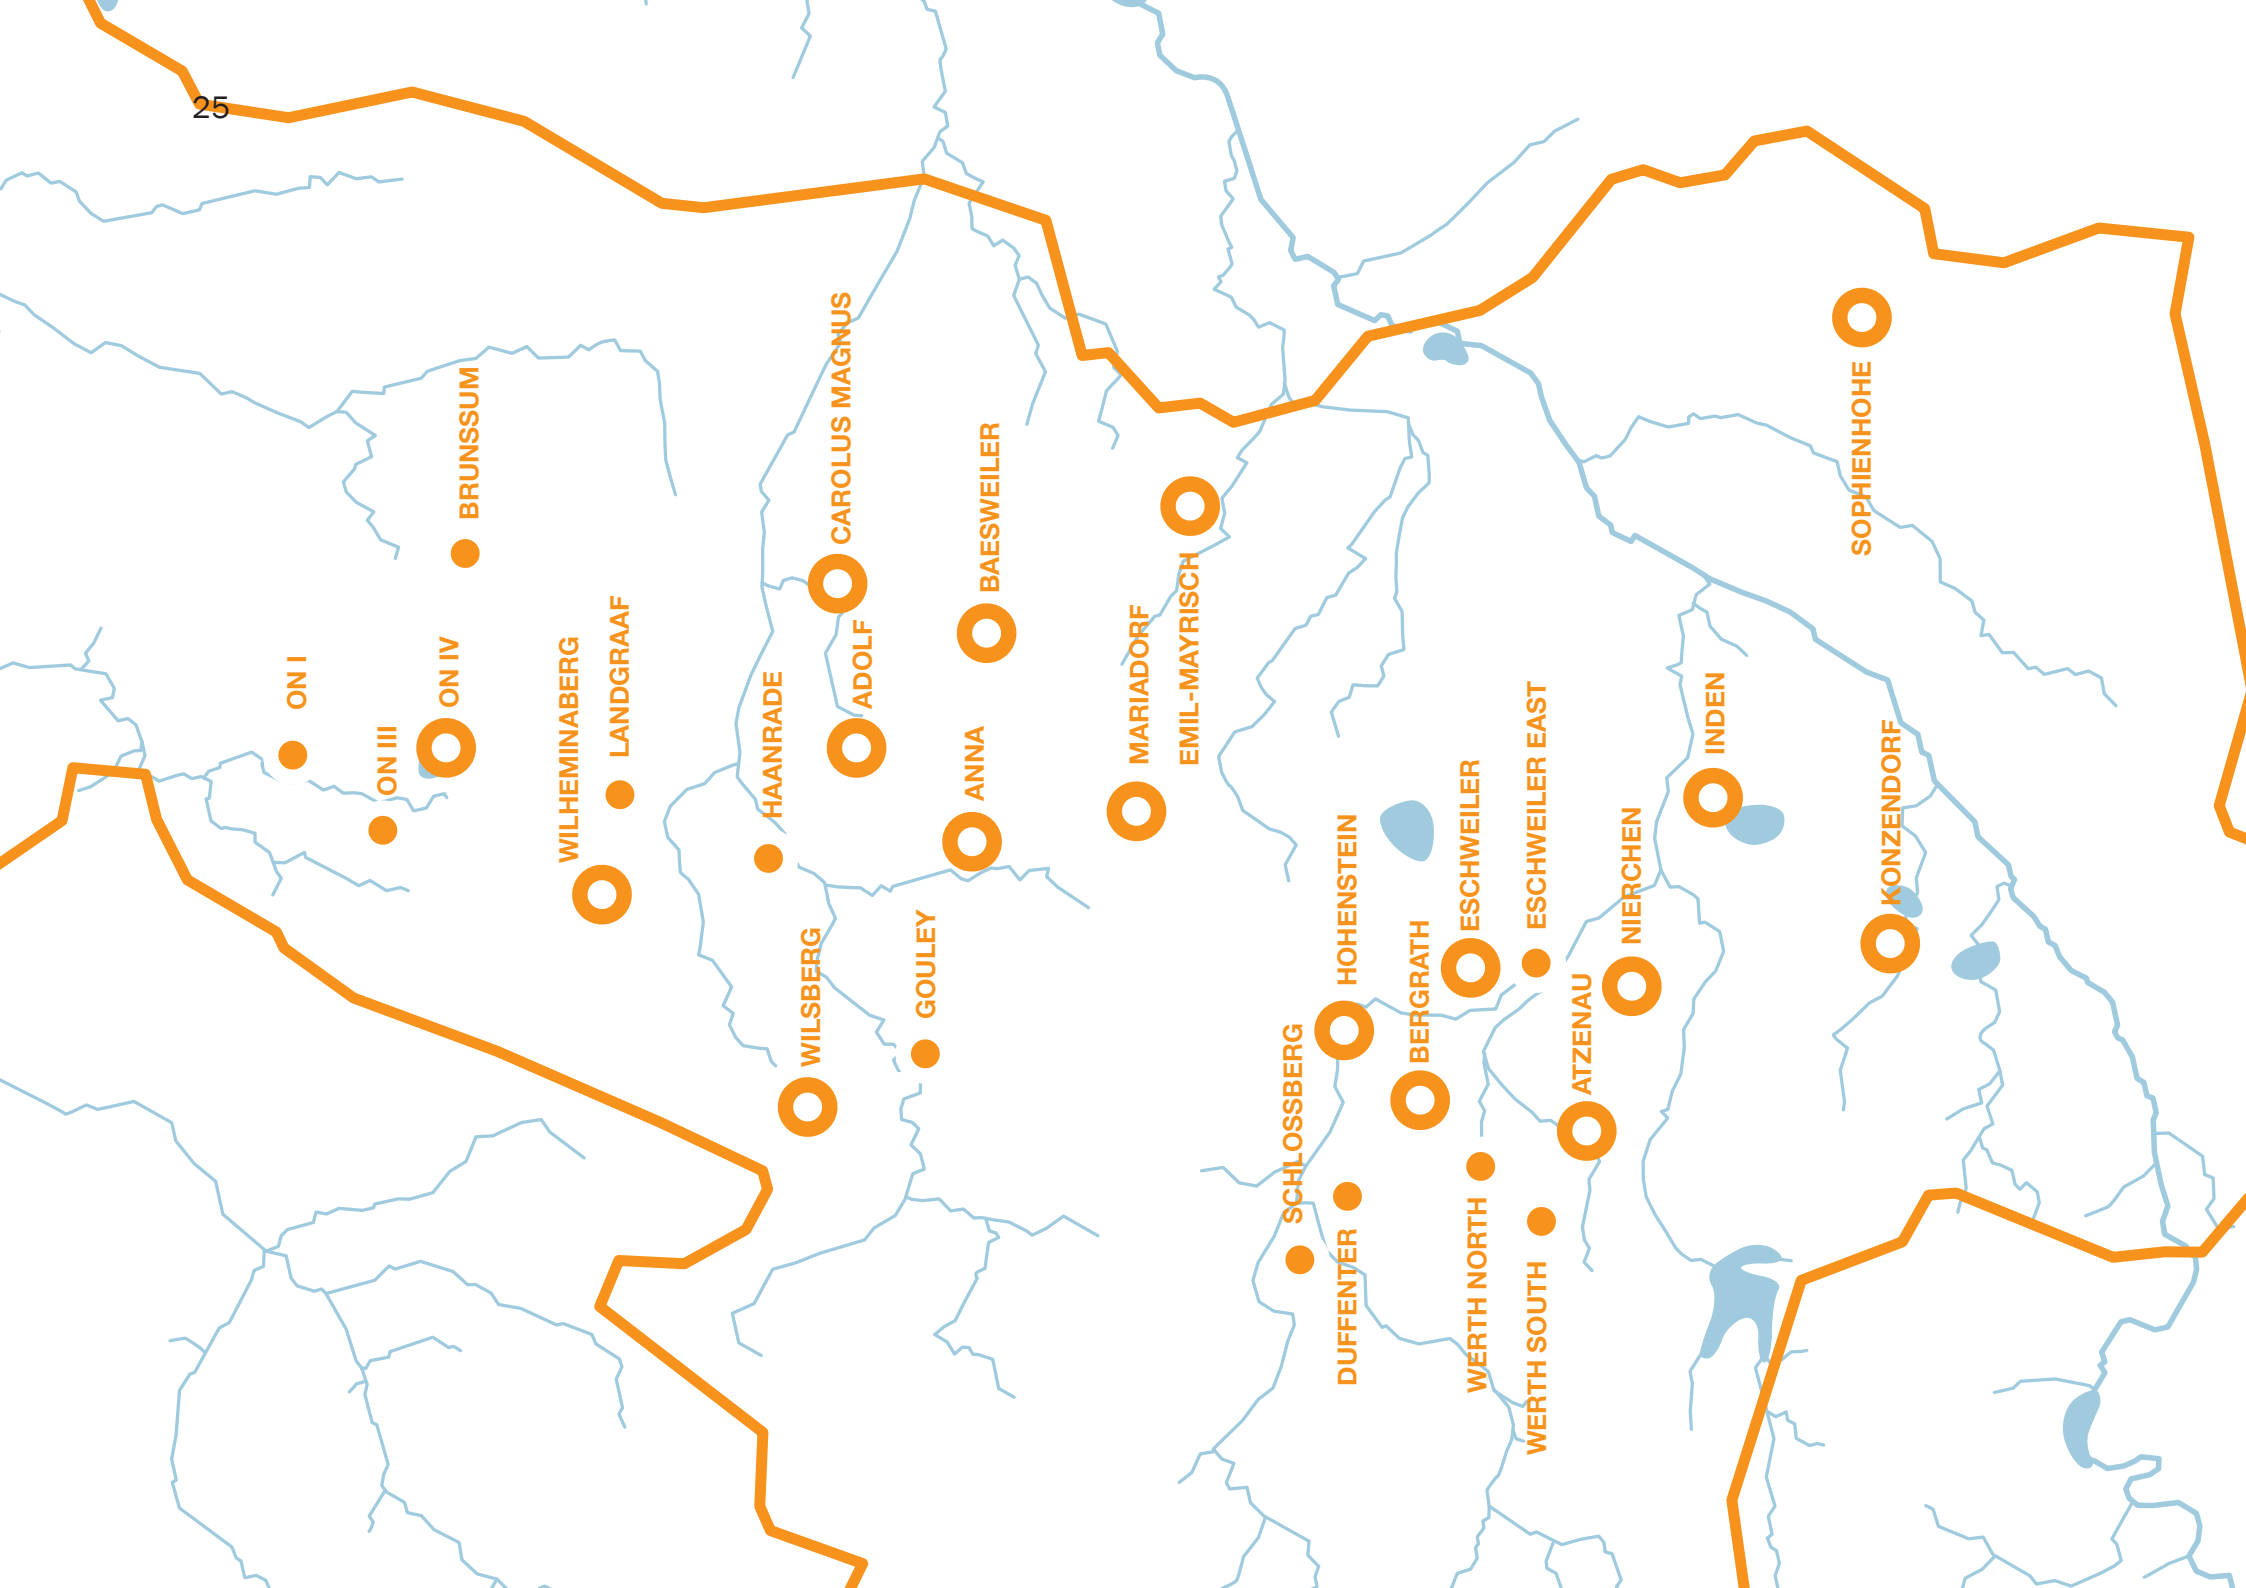 25
BRUNSSUM
CAROLUS MAGNUS
BAESWEILER
SOPHIENHOHE
ON I
ON III
ON IV
WILHEMINABERG
LANDGRAAF
HAANRADE
ADOLF
ANNA
MARIADORF
EMIL-MAYRISCH
INDEN
KONZENDORF
WILSBERG
GOULEY
HOHENSTEIN
BERGRATH
ESCHWEILER
ESCHWEILER EAST
NIERCHEN
ATZENAU
SCHLOSSBERG
DUFFENTER
WERTH NORTH
WERTH SOUTH